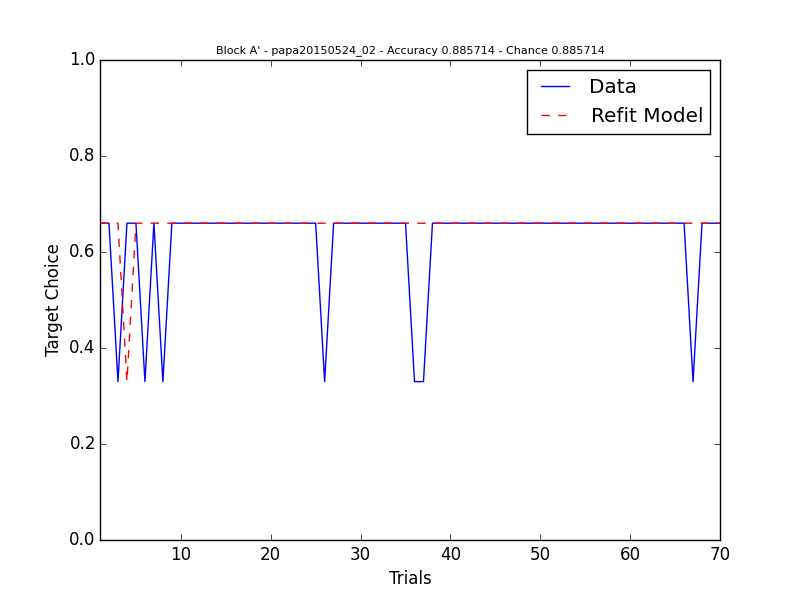 Block A' - papa20150524_02 - Accuracy 0.885714 - Chance 0.885714
1.0
Data
Refit Model
0.8
0.6
Target Choice
0.4
0.2
0.0
10 20 30 40 50 60 70
Trials